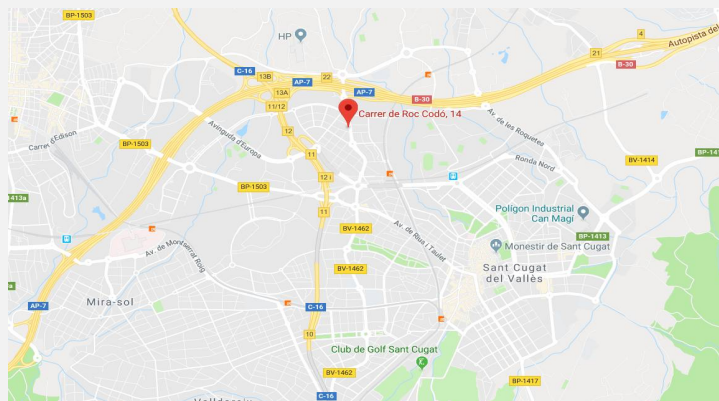 BP-1503
HP
4
Autopista del
21
C-16
13B
22
B-30
AP-7
13A
AP-7
B-30
11/12
Carrer de Roc Codó, 14
Av. de les Roquetes
Carrer d'Edison
Avinguda d'Europa
12
BP-1503
11
Ronda Nord
BV-1414
BP-141
12 i
BP-1503
1413a
11
Polígon Industrial
Can Magí
BV-1462
Av. de Rius i Taulet
BP-1413
Monestir de Sant Cugat
Av. de Montserrat Roig
BV-1462
Sant Cugat
del Vallès
AP-7
Mira-sol
C-16
10
Club de Golf Sant Cugat
BV-1462
BP-1417
C-16